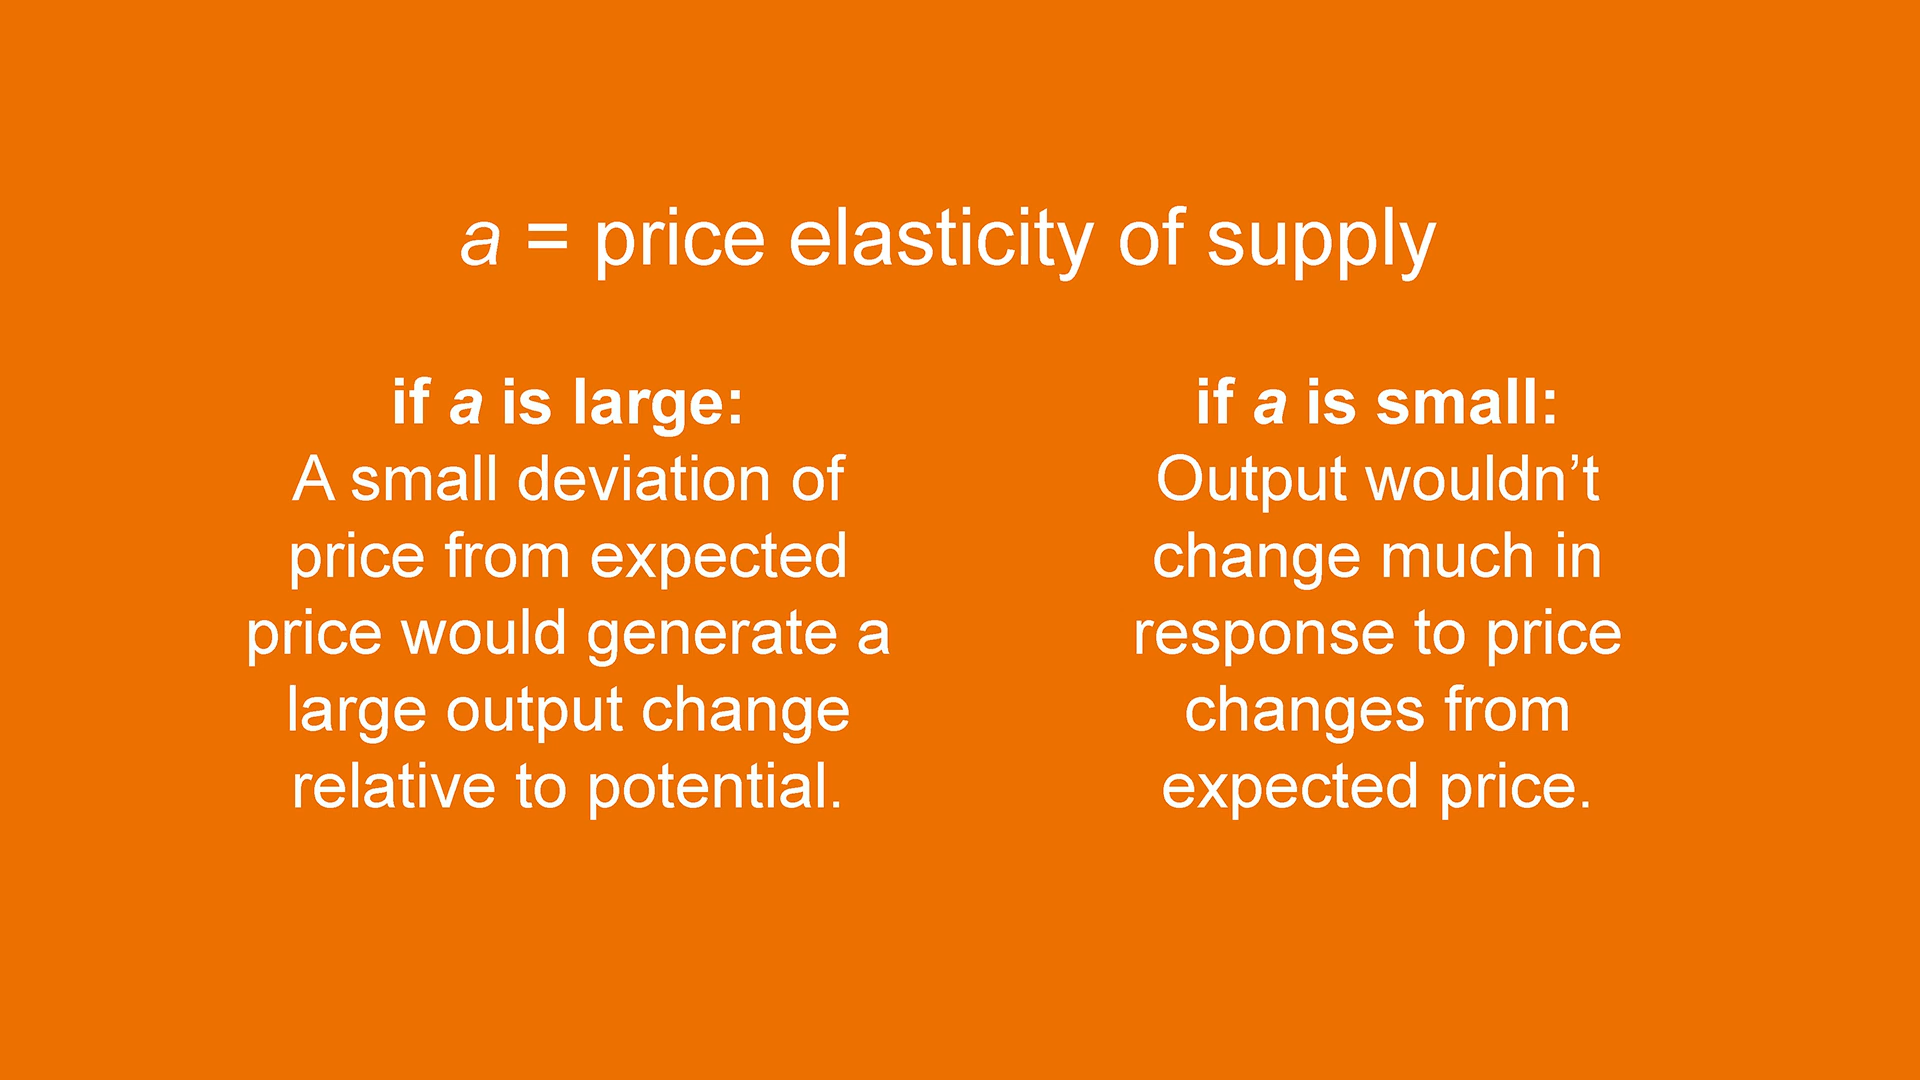 a = price elasticity of supply
if a is large:
A small deviation of
price from expected
price would generate a
large output change
relative to potential.
if a is small:
Output wouldn’t
change much in
response to price
changes from
expected price.